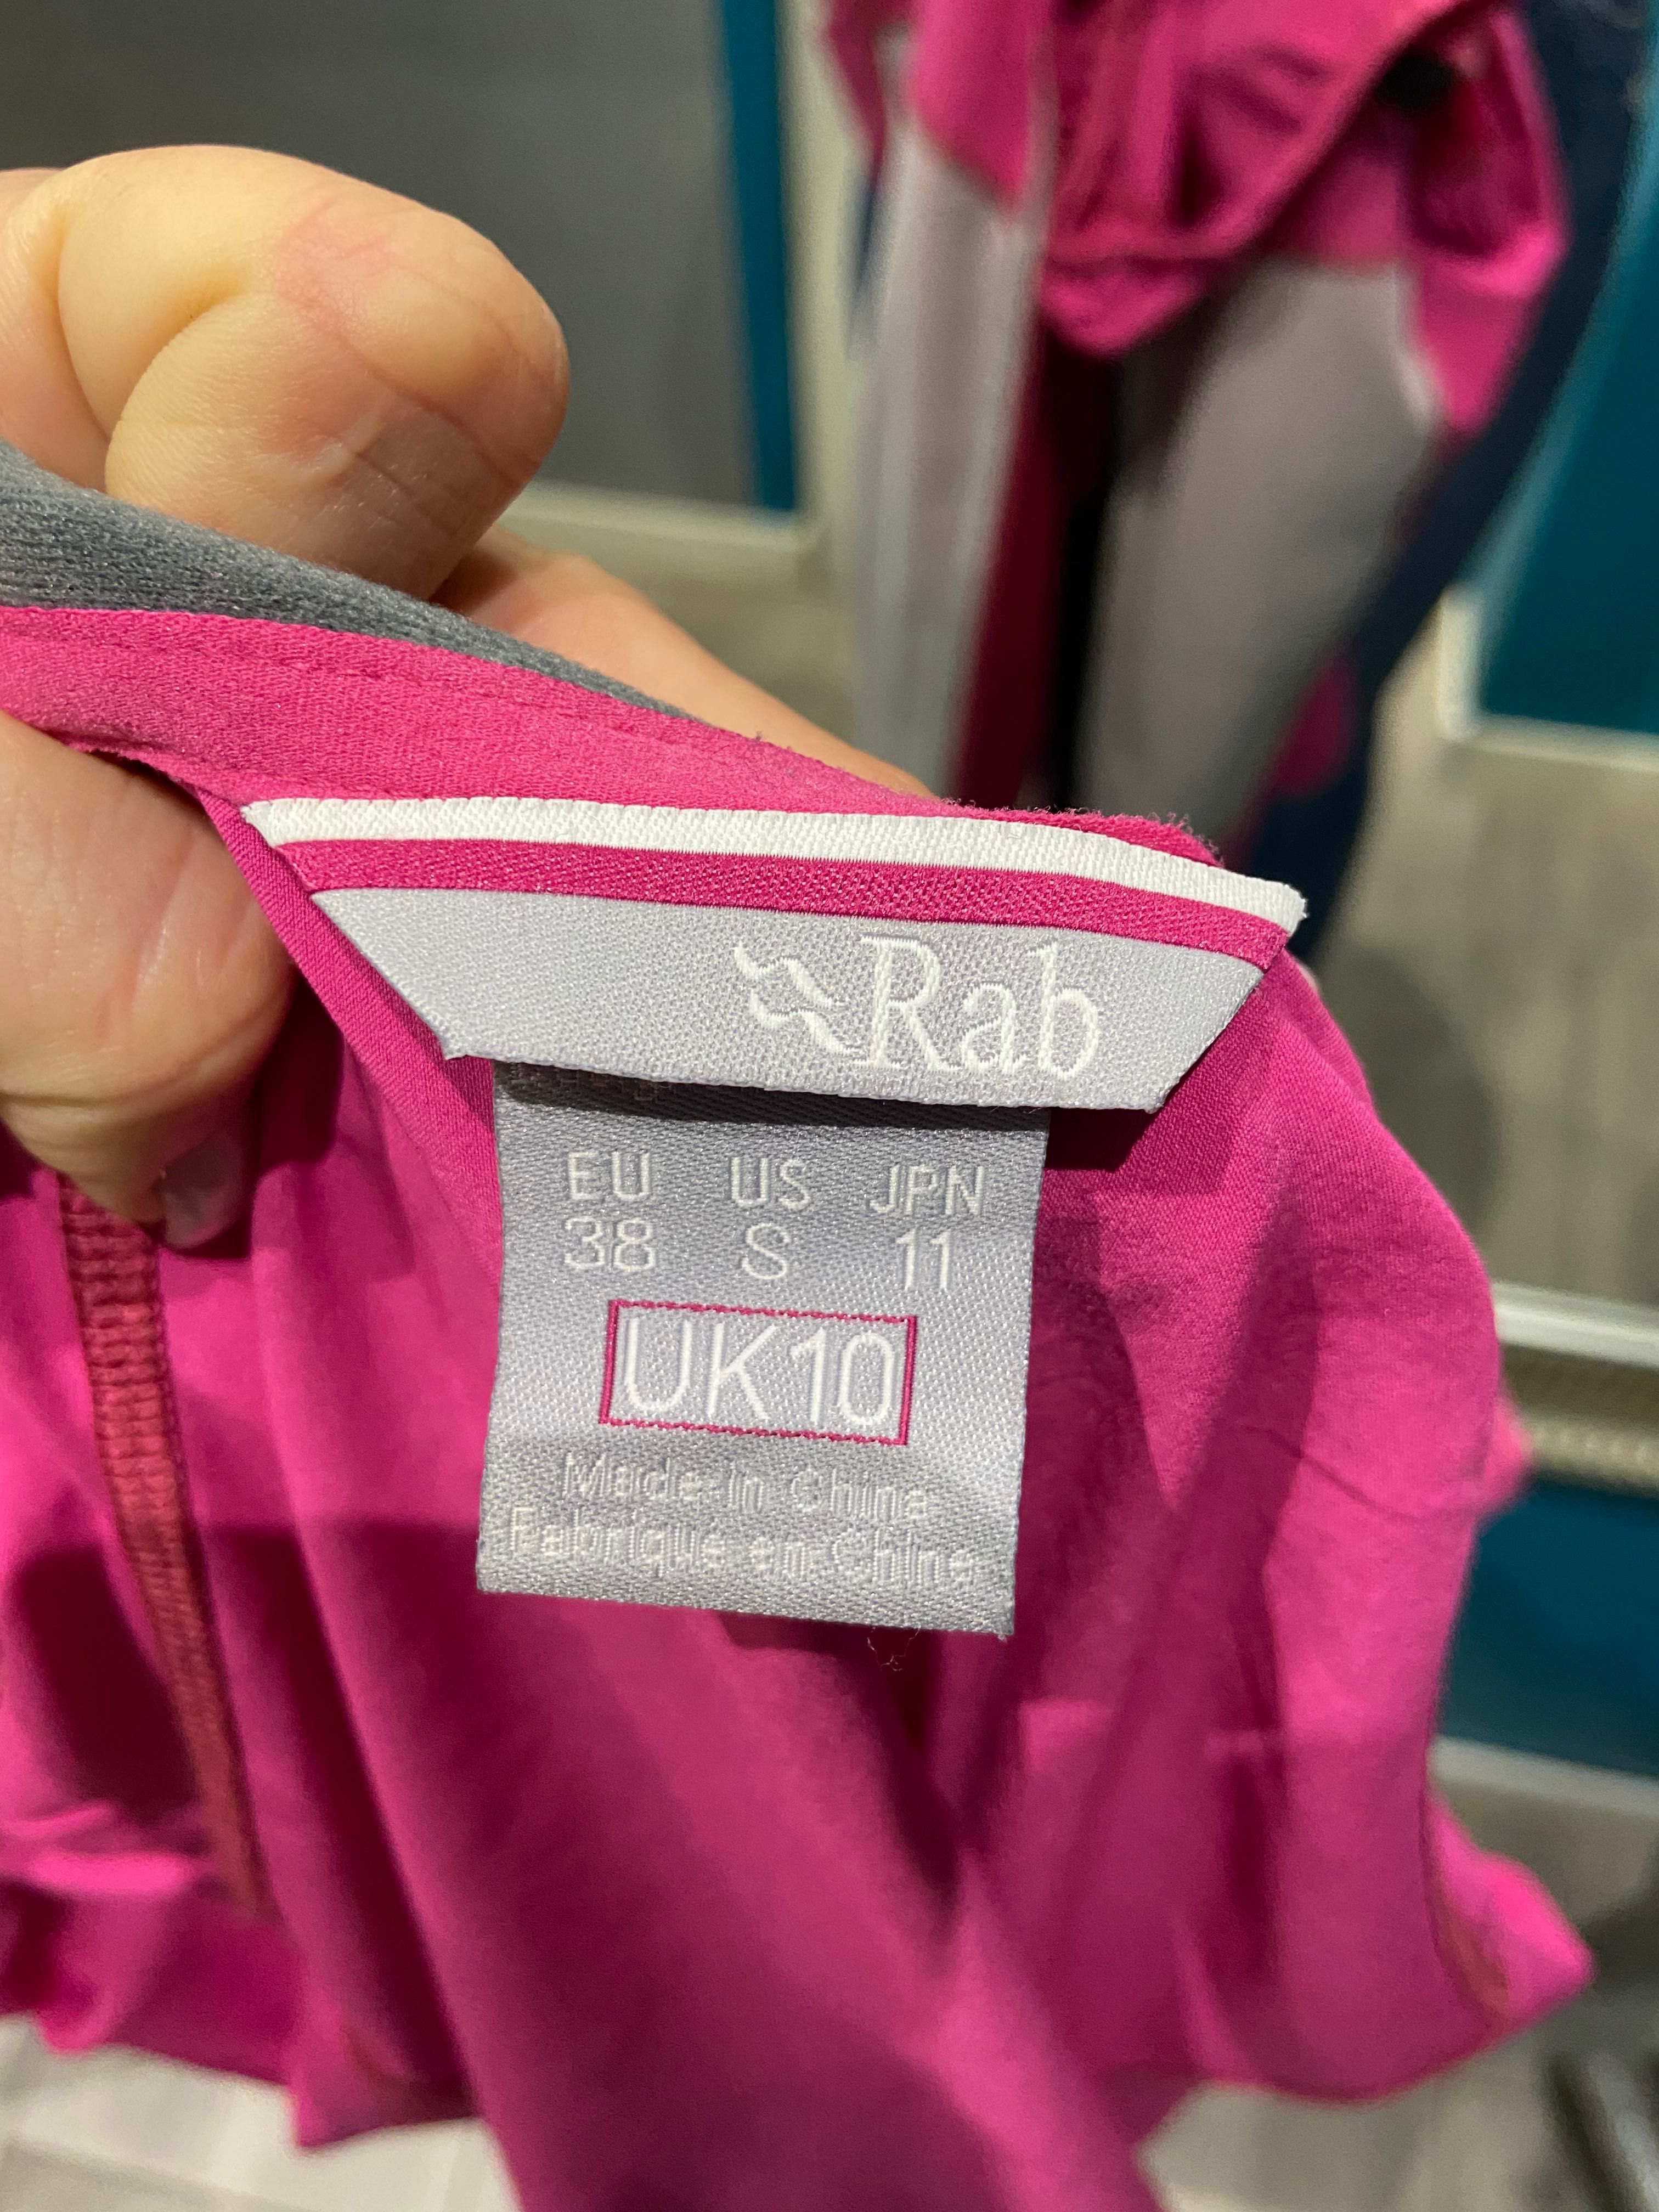 Rab
EU US JPN
38 S 11
UK10
Made in China
Fabriqué en Chine